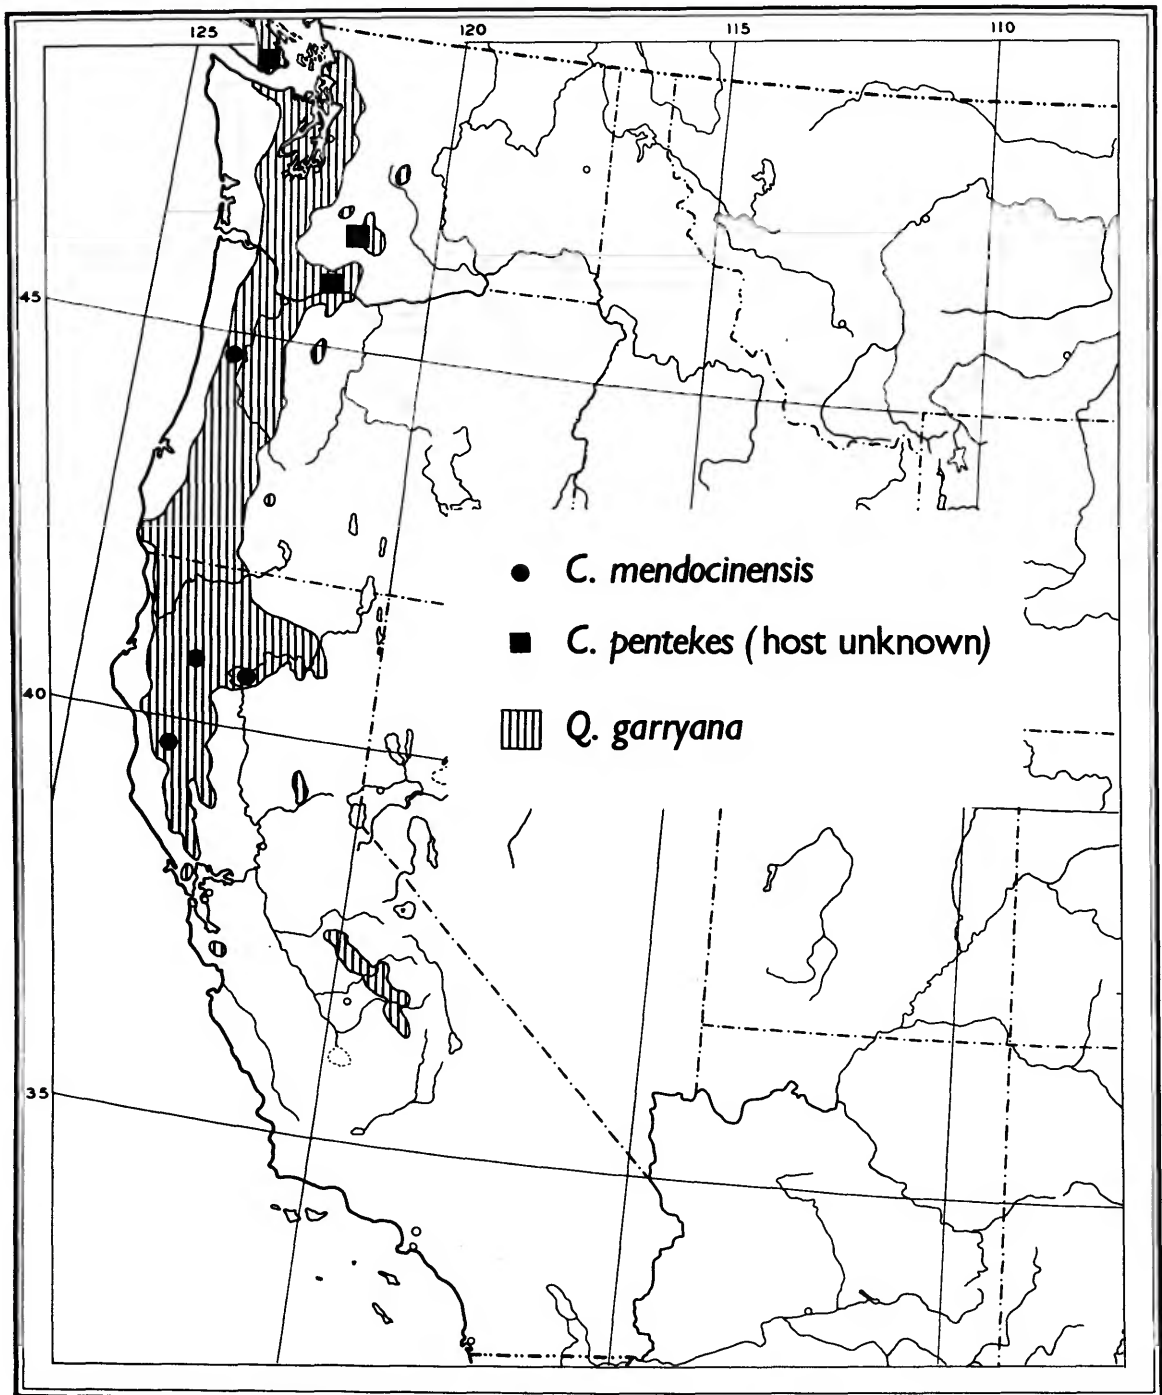 125 120 115 110
45
C. mendocinensis
C. pentekes (host unknown)
40
Q. garryana
35